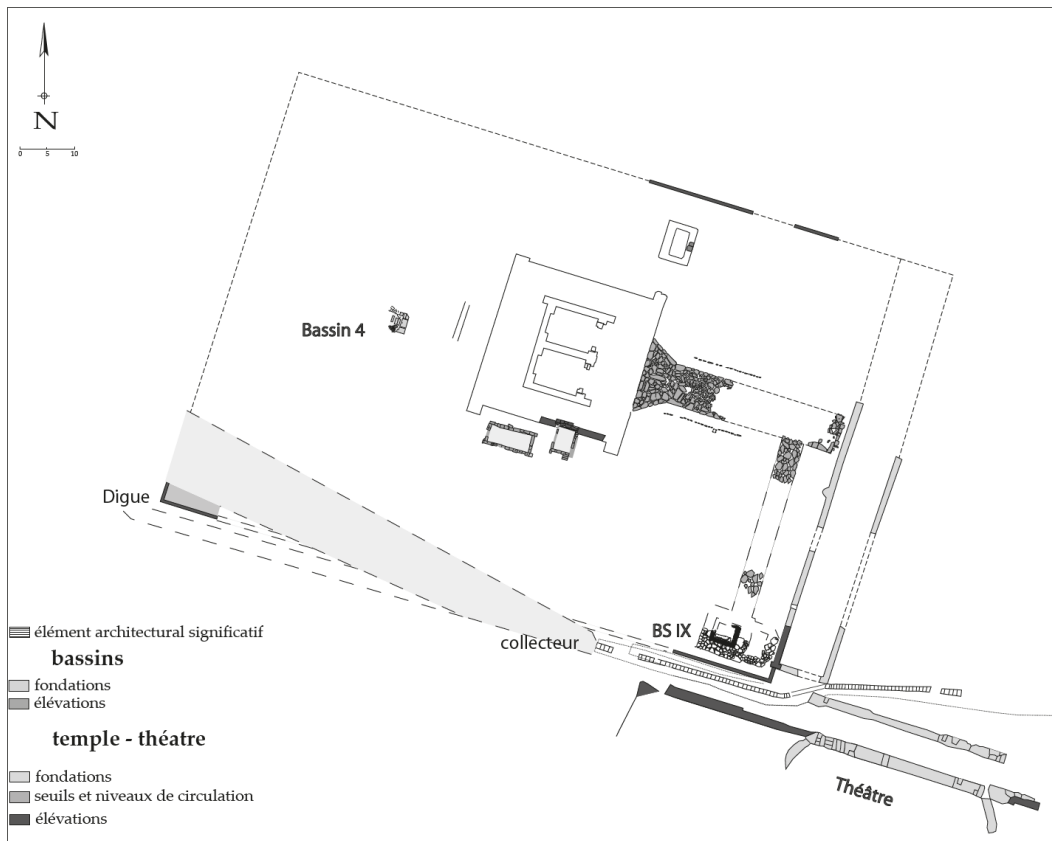 N
0 5 10
Bassin 4
Digue
collecteur
BS IX
Théâtre
élément architectural significatif
bassins
fondations
élévations
temple - théatre
fondations
seuils et niveaux de circulation
élévations